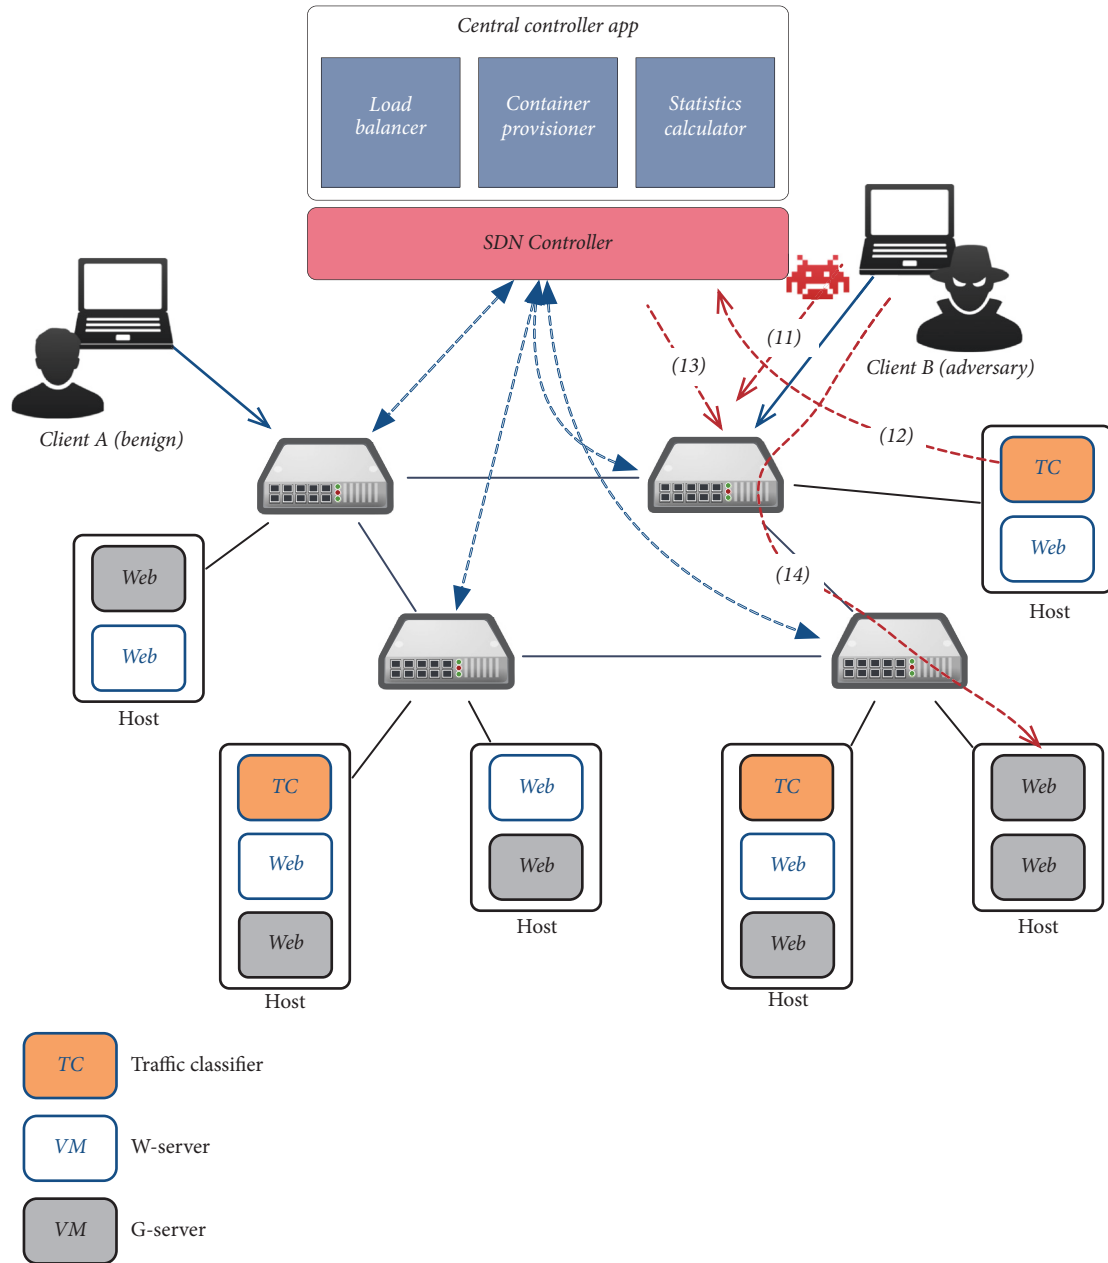 Central controller app
Load
balancer
Container
provisioner
Statistics
calculator
SDN Controller
(11)
(13)
Client B (adversary)
(12)
Client A (benign)
TC
Web
Host
Web
Web
Host
(14)
TC
Web
Web
Host
Web
Web
Host
TC
Web
Web
Host
Web
Web
Host
TC
Traffic classifier
VM
W-server
VM
G-server